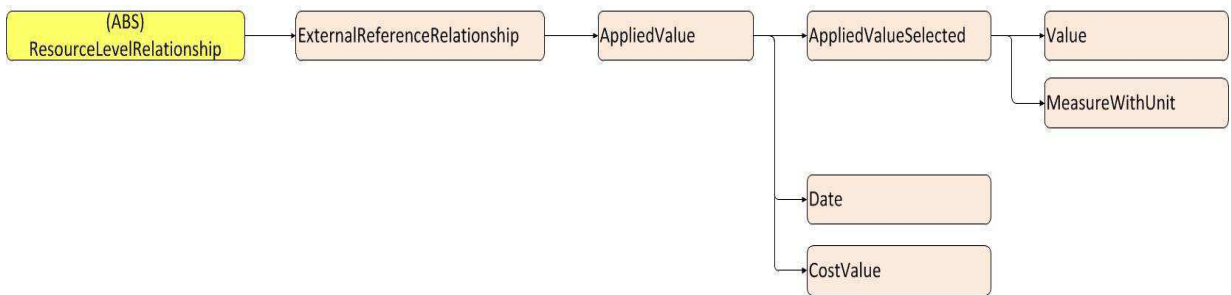 (ABS)
ResourceLevelRelationship
ExternalReferenceRelationship
AppliedValue
AppliedValueSelected
Value
MeasureWithUnit
Date
CostValue